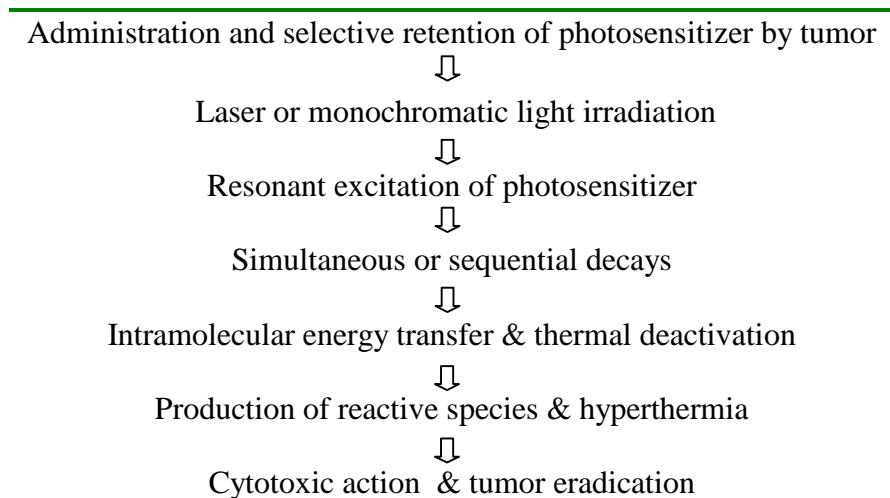 Administration and selective retention of photosensitizer by tumor
Laser or monochromatic light irradiation
Resonant excitation of photosensitizer
Simultaneous or sequential decays
Intramolecular energy transfer & thermal deactivation
Production of reactive species & hyperthermia
Cytotoxic action & tumor eradication